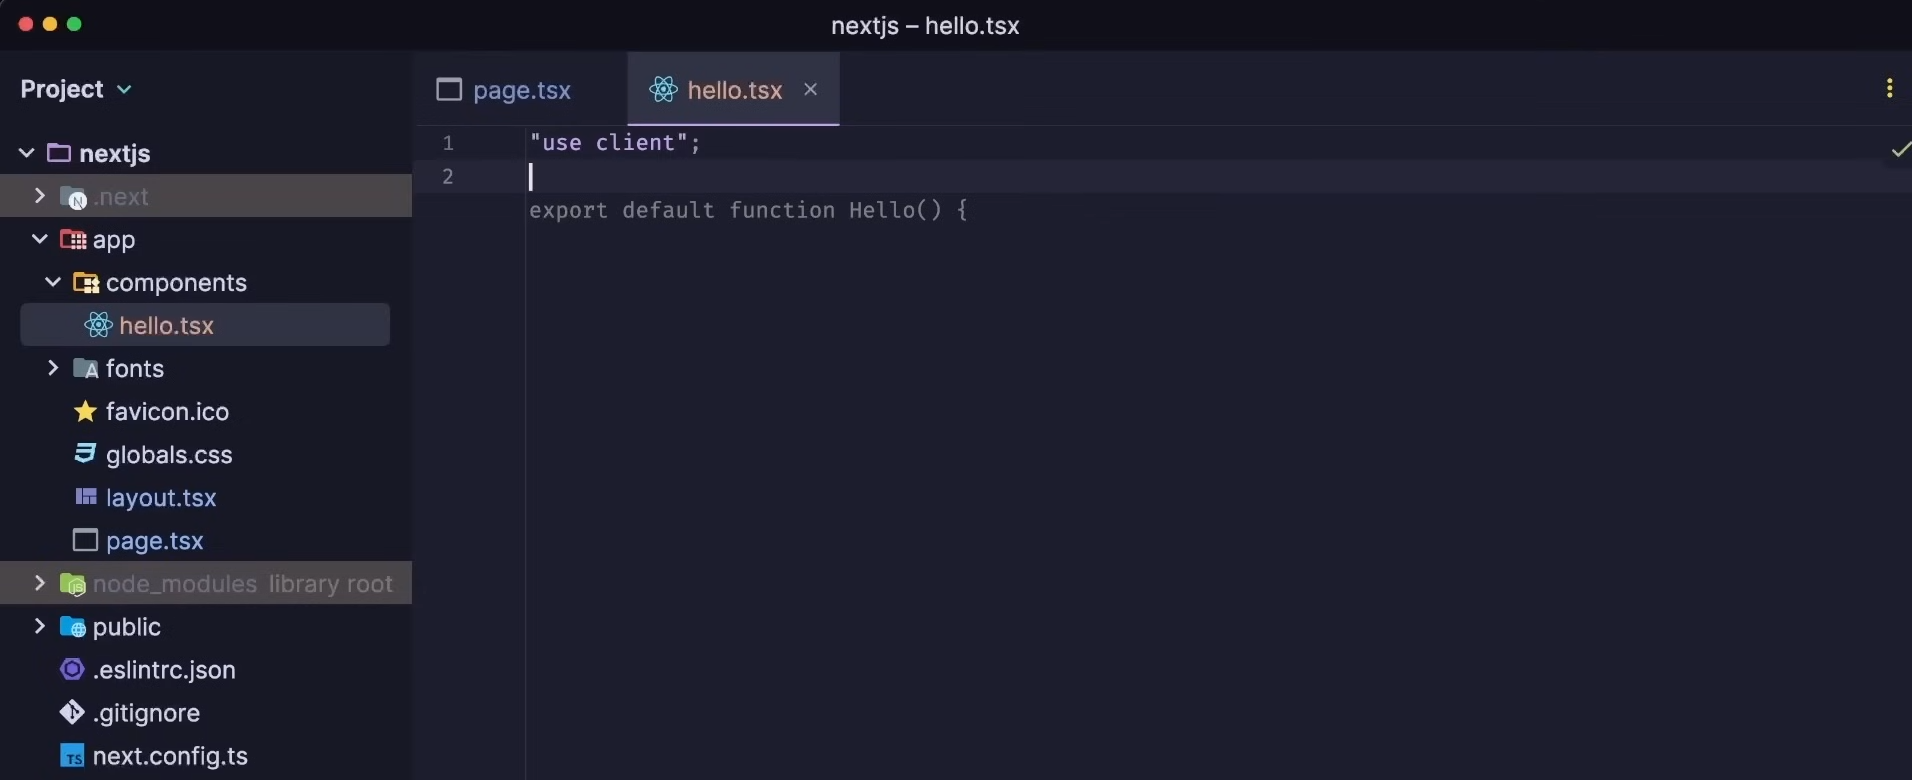 nextjs – hello.tsx
Project
page.tsx
hello.tsx
nextjs
.next
app
components
hello.tsx
fonts
favicon.ico
globals.css
layout.tsx
page.tsx
node_modules library root
public
.eslintrc.json
.gitignore
next.config.ts
1 "use client";
2
export default function Hello() {